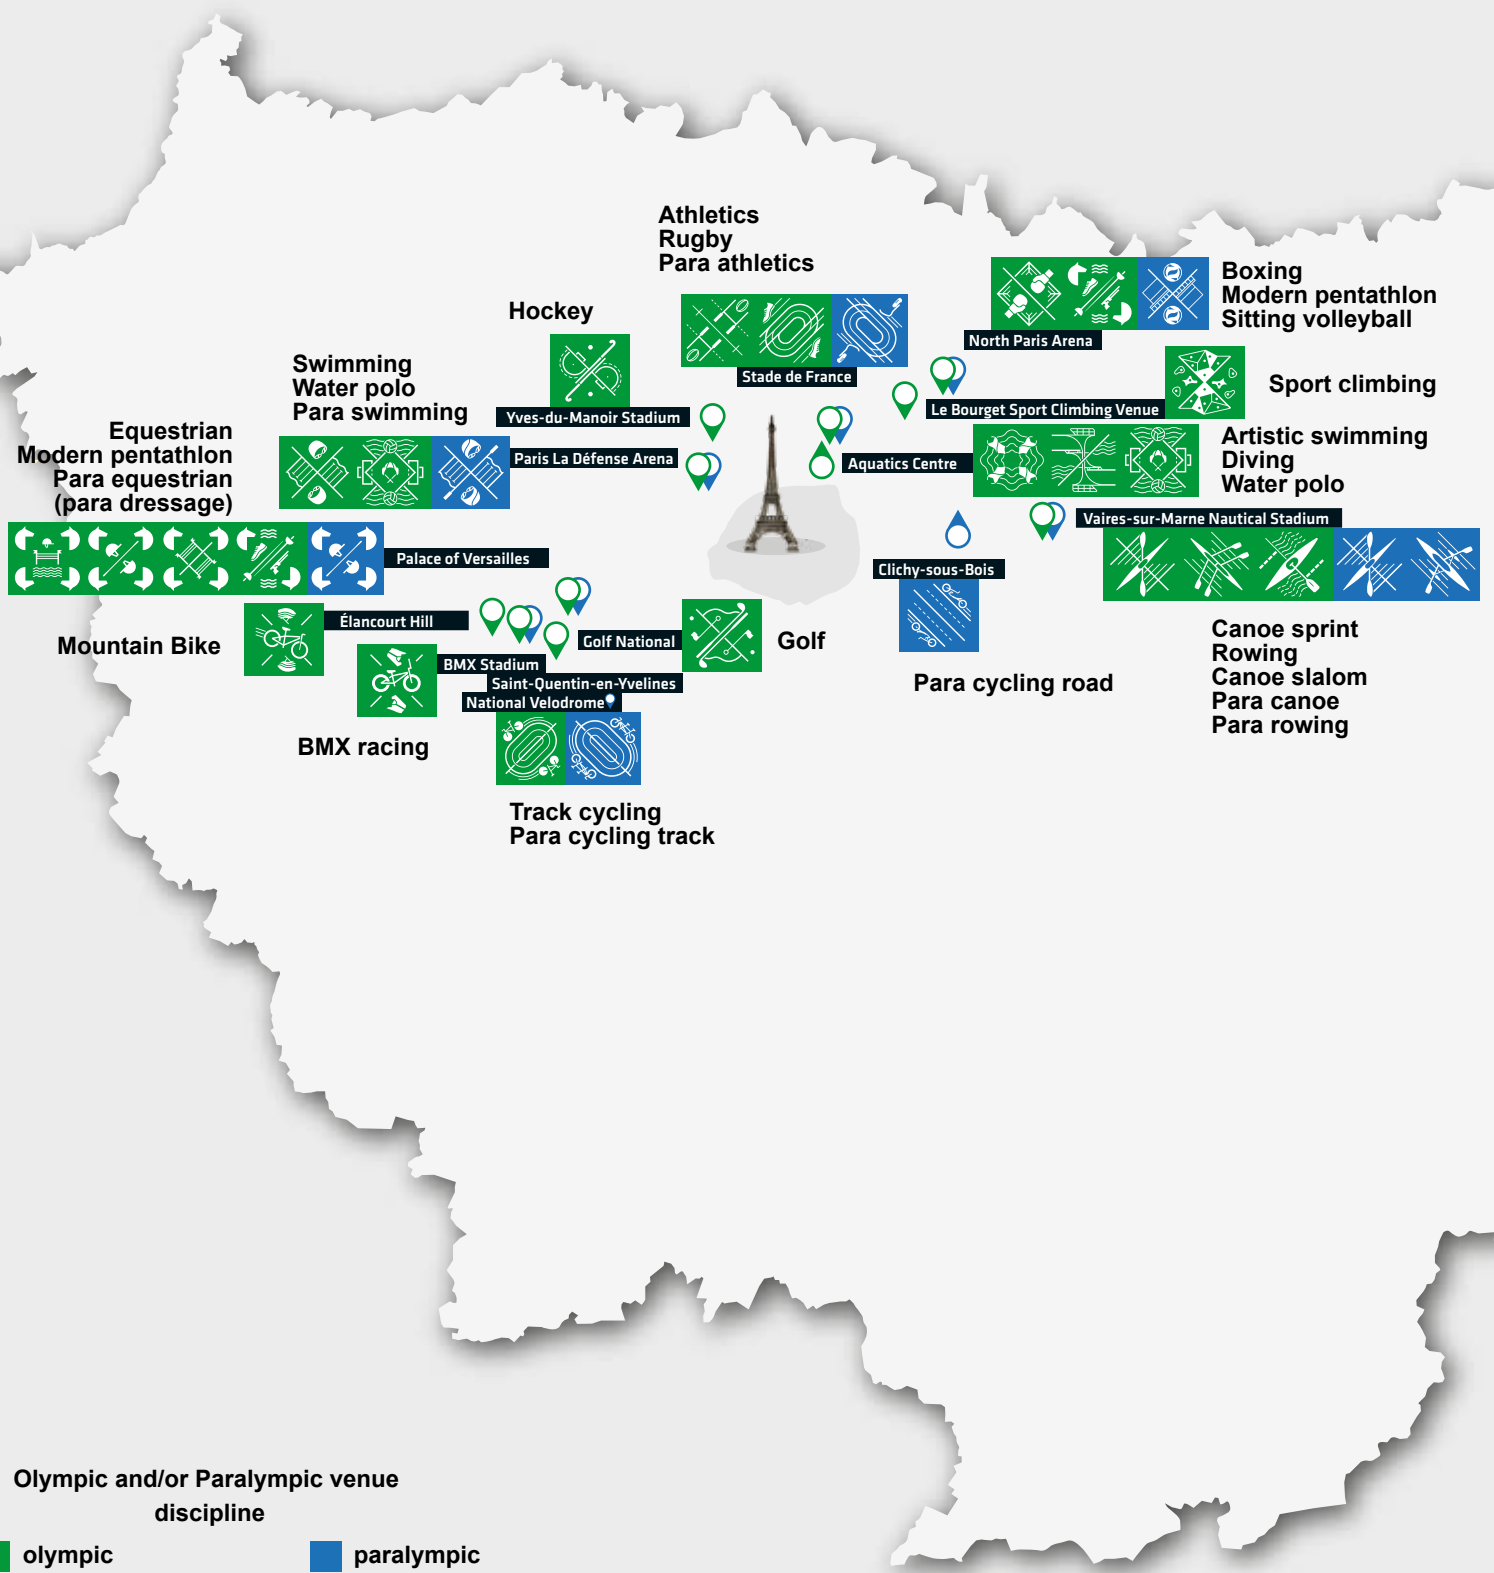 Athletics
Rugby
Para athletics
Stade de France
Boxing
Modern pentathlon
Sitting volleyball
North Paris Arena
Hockey
Yves-du-Manoir Stadium
Sport climbing
Le Bourget Sport Climbing Venue
Swimming
Water polo
Para swimming
Paris La Défense Arena
Aquatics Centre
Artistic swimming
Diving
Water polo
Equestrian
Modern pentathlon
Para equestrian
(para dressage)
Palace of Versailles
Vaires-sur-Marne Nautical Stadium
Canoe sprint
Rowing
Canoe slalom
Para canoe
Para rowing
Clichy-sous-Bois
Para cycling road
Mountain Bike
Élancourt Hill
Golf National
Golf
BMX Stadium
BMX racing
Saint-Quentin-en-Yvelines
National Velodrome
Track cycling
Para cycling track
Olympic and/or Paralympic venue
discipline
olympic
paralympic